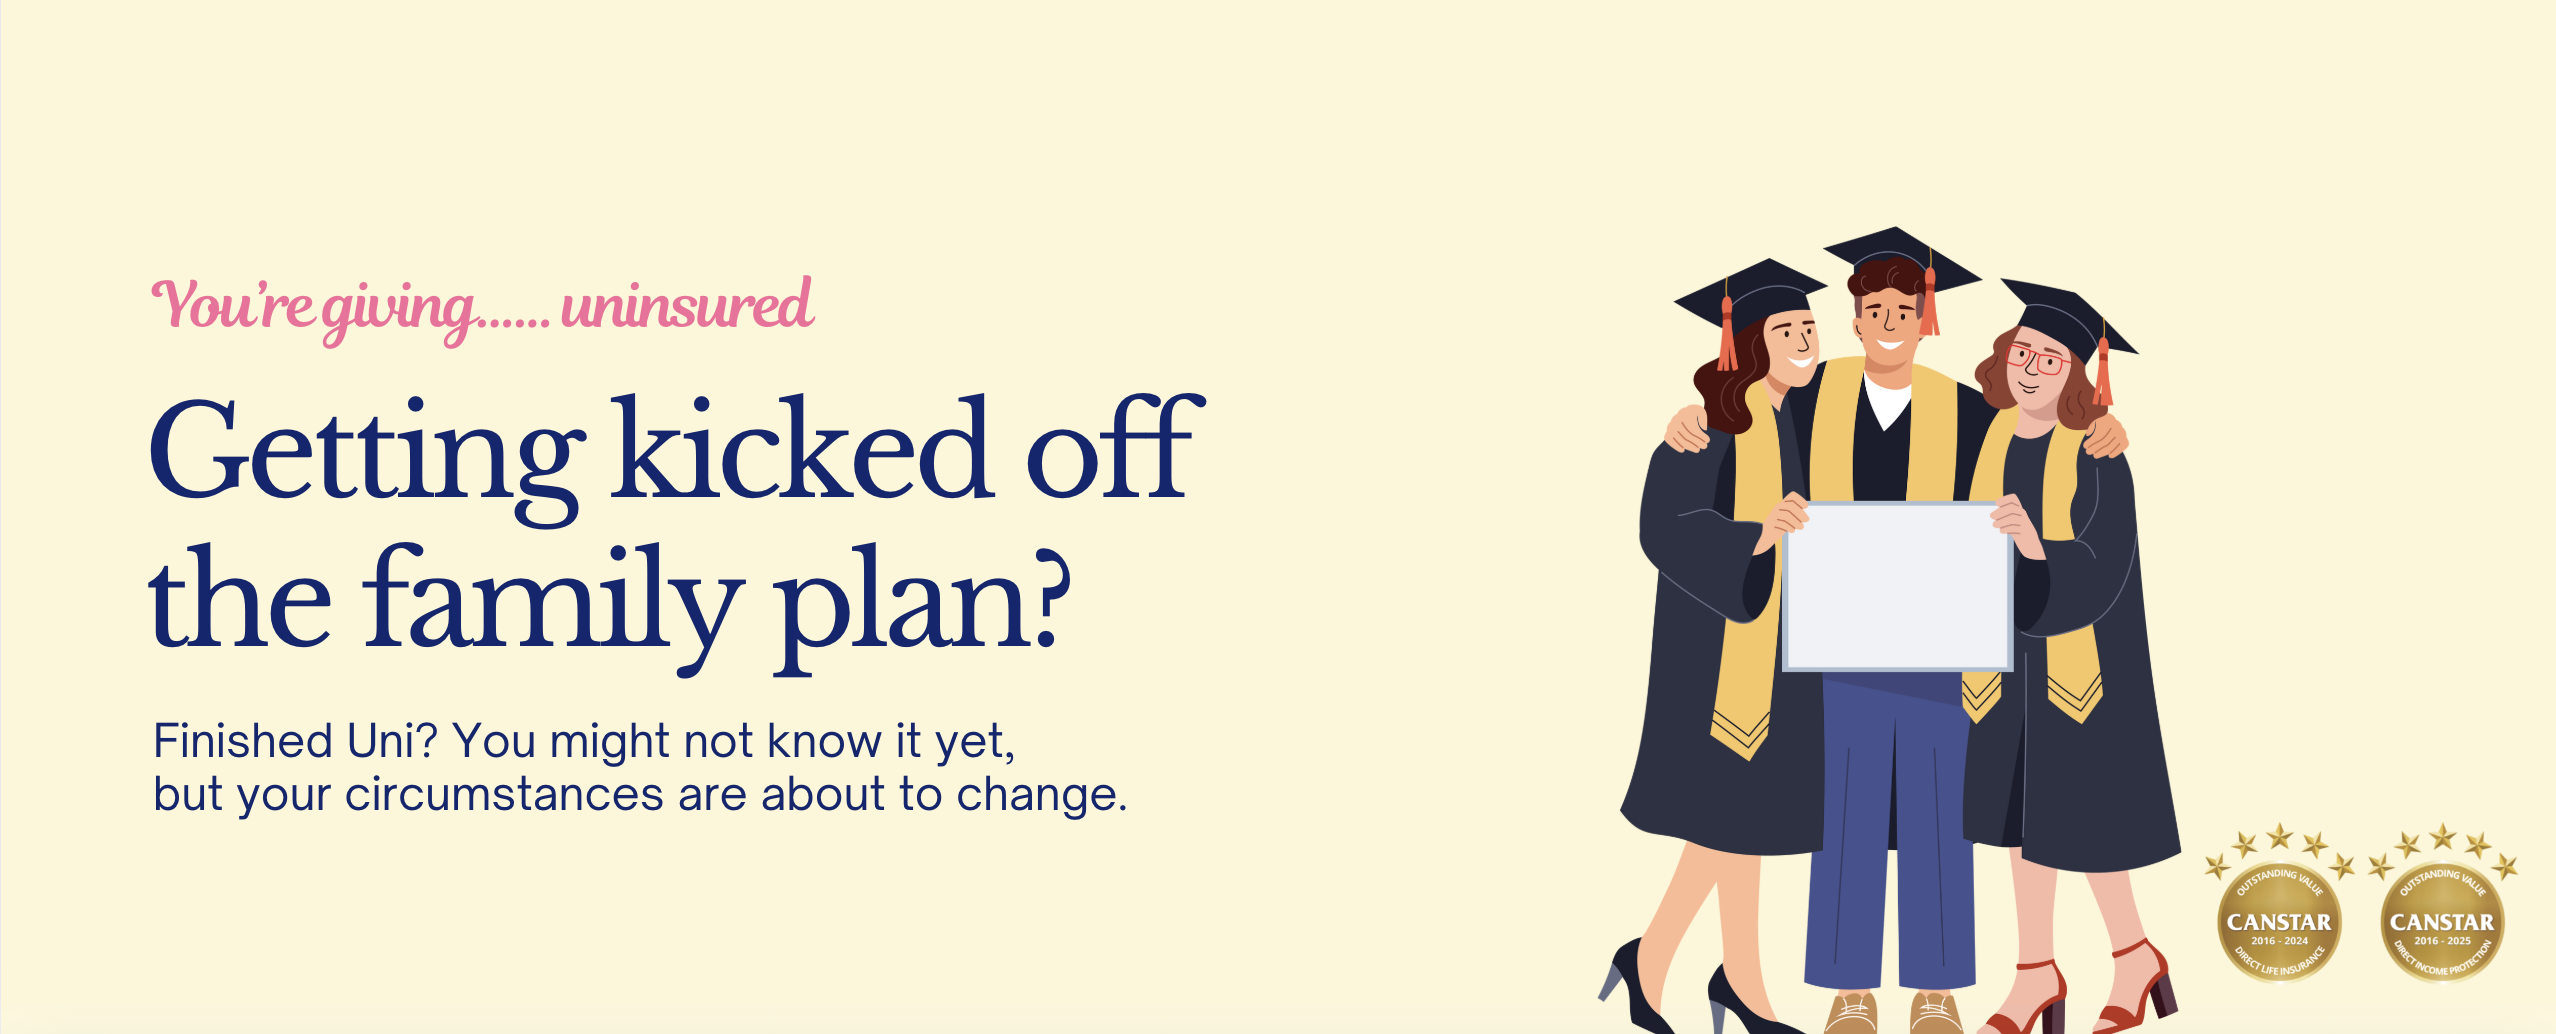 You're giving...... uninsured
Getting kicked off
the family plan?
Finished Uni? You might not know it yet,
but your circumstances are about to change.
OUTSTANDING VALUE
CANSTAR
2016 - 2024
DIRECT LIFE INSURANCE
OUTSTANDING VALUE
CANSTAR
2016 - 2025
DIRECT INCOME PROTECTION